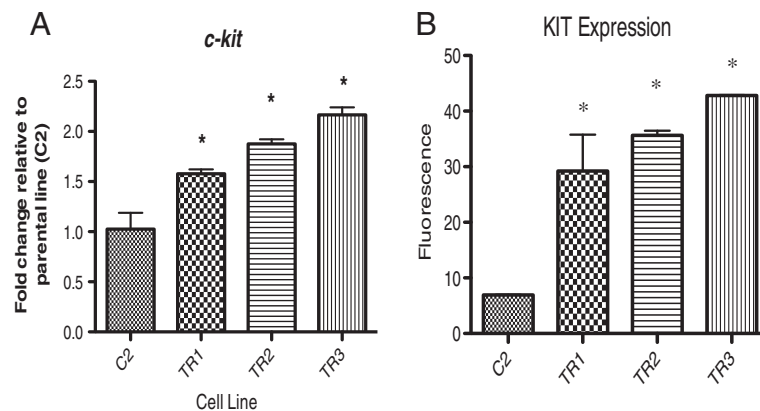 A
c-kit
Fold change relative to
parental line (C2)
2.5
2.0
1.5
1.0
0.5
0.0
*
*
*
C2
TR1
TR2
TR3
Cell Line
B
KIT Expression
Fluorescence
50
40
30
20
10
0
*
*
*
C2
TR1
TR2
TR3